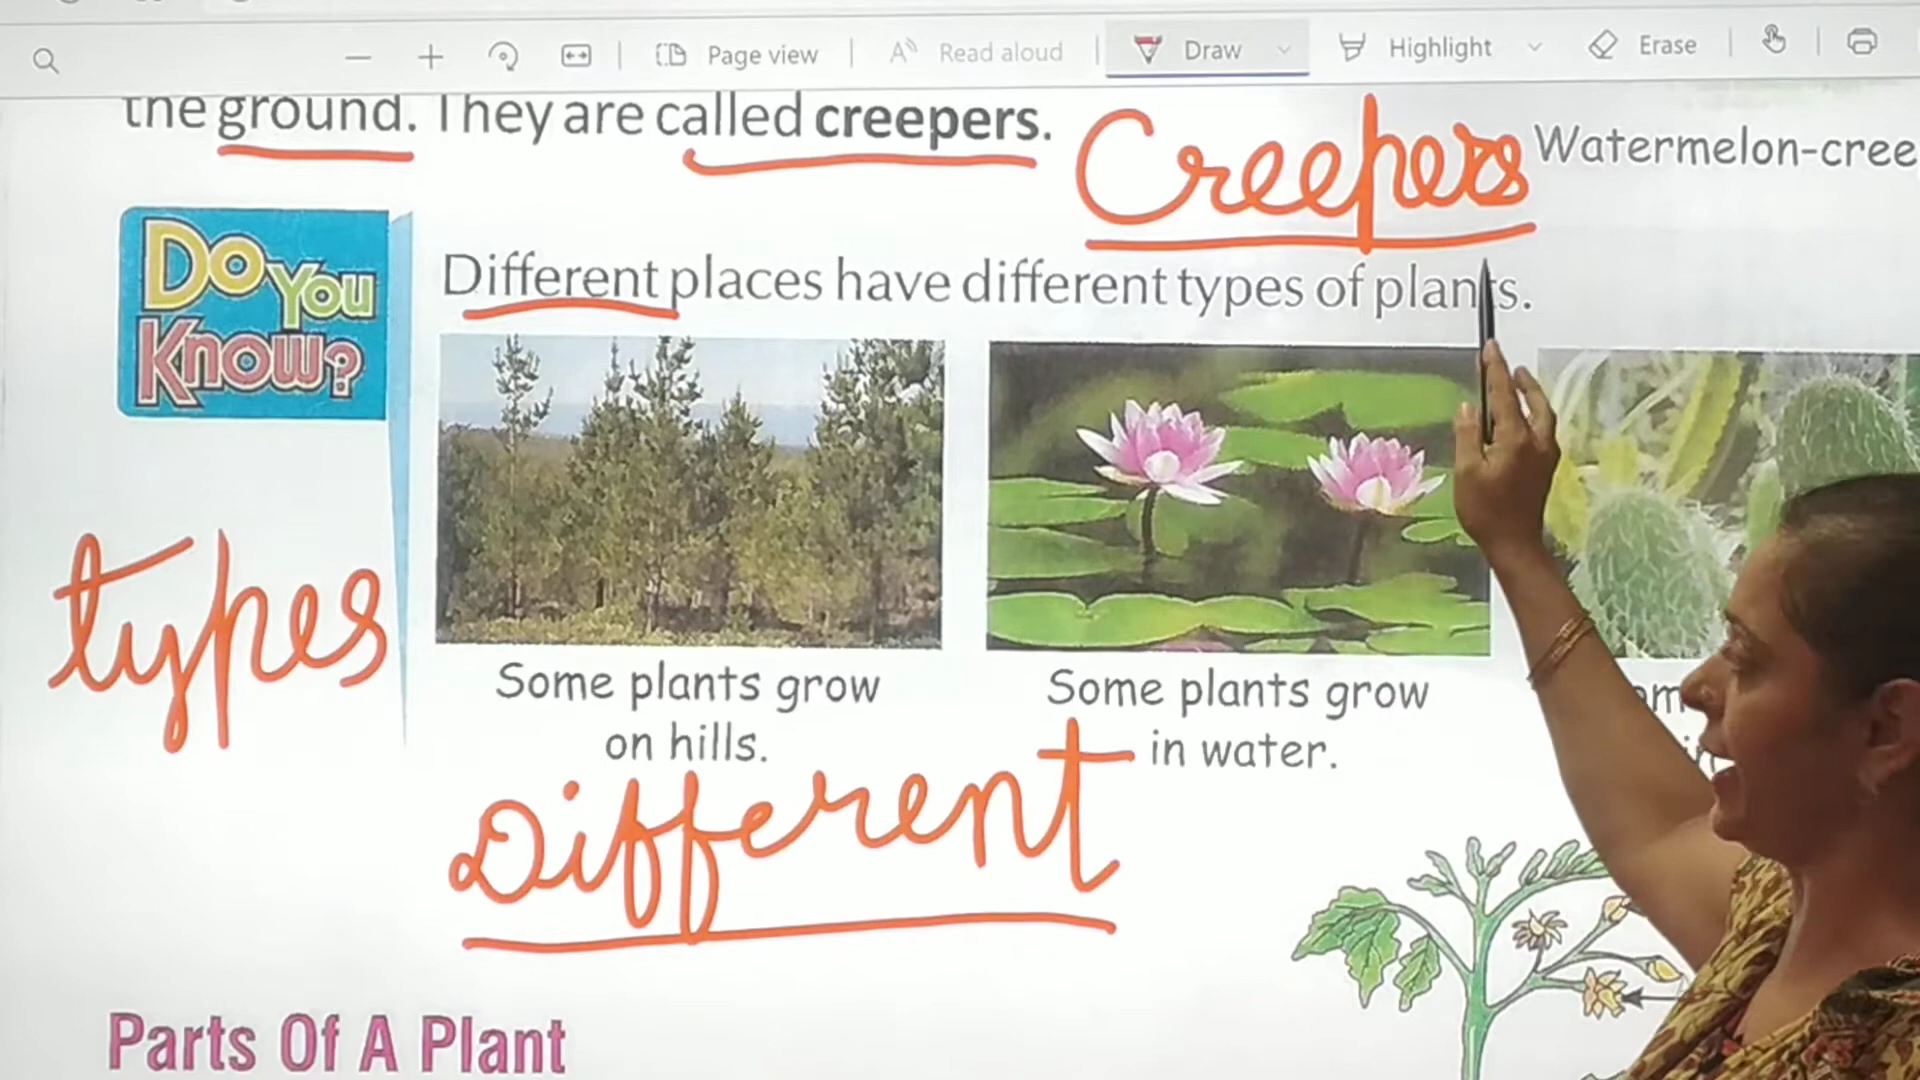 Page view
Read aloud
Draw
Highlight
Erase
the ground. They are called creepers.
Creepers
Watermelon-cree
Do You
Know?
Different places have different types of plants.
types
Some plants grow
on hills.
Some plants grow
in water.
Different
Parts Of A Plant